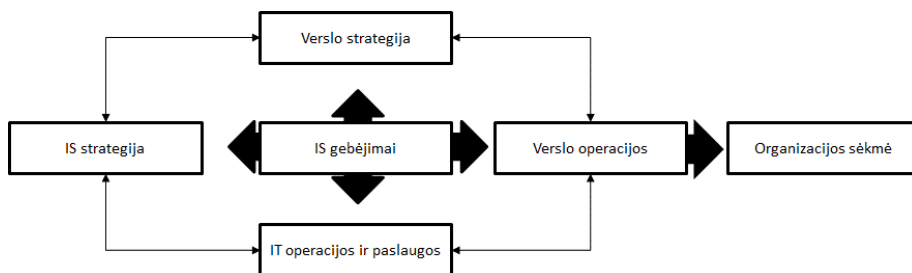 Verslo strategija
IS strategija
IS gebėjimai
Verslo operacijos
Organizacijos sėkmė
IT operacijos ir paslaugos